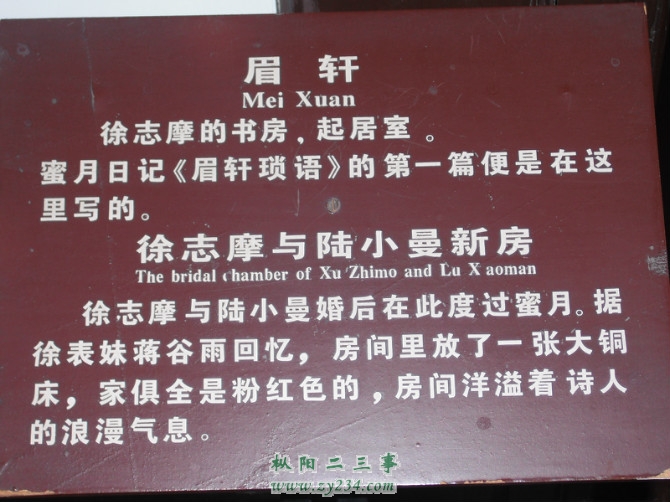 眉 轩
Mei Xuan
徐志摩的书房,起居室。
蜜月日记《眉轩琐语》的第一篇便是在这
里写的。
徐志摩与陆小曼新房
The bridal chamber of Xu Zhimo and Lu X aoman
徐志摩与陆小曼婚后在此度过蜜月。据
徐表妹蒋谷雨回忆，房间里放了一张大铜
床，家俱全是粉红色的,房间洋溢着诗人
的浪漫气息。
枞阳二三事
www.zy234.com